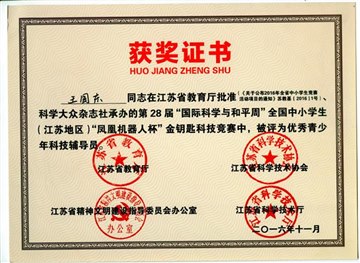 获奖证书
HUO JIANG ZHENG SHU
王国东 同志在江苏省教育厅批准（《关于公布2016年全省中小学生竞赛活动项目的通知》苏教基〔2016〕1号）、
科学大众杂志社承办的第28届“国际科学与和平周”全国中小学生
（江苏地区）“凤凰机器人杯”金钥匙科技竞赛中，被评为优秀青少
年科技辅导员。
江苏省教育厅
江苏省科学技术协会
江苏省精神文明建设指导委员会办公室
江苏省科学技术厅
办公室
二〇一六年十一月